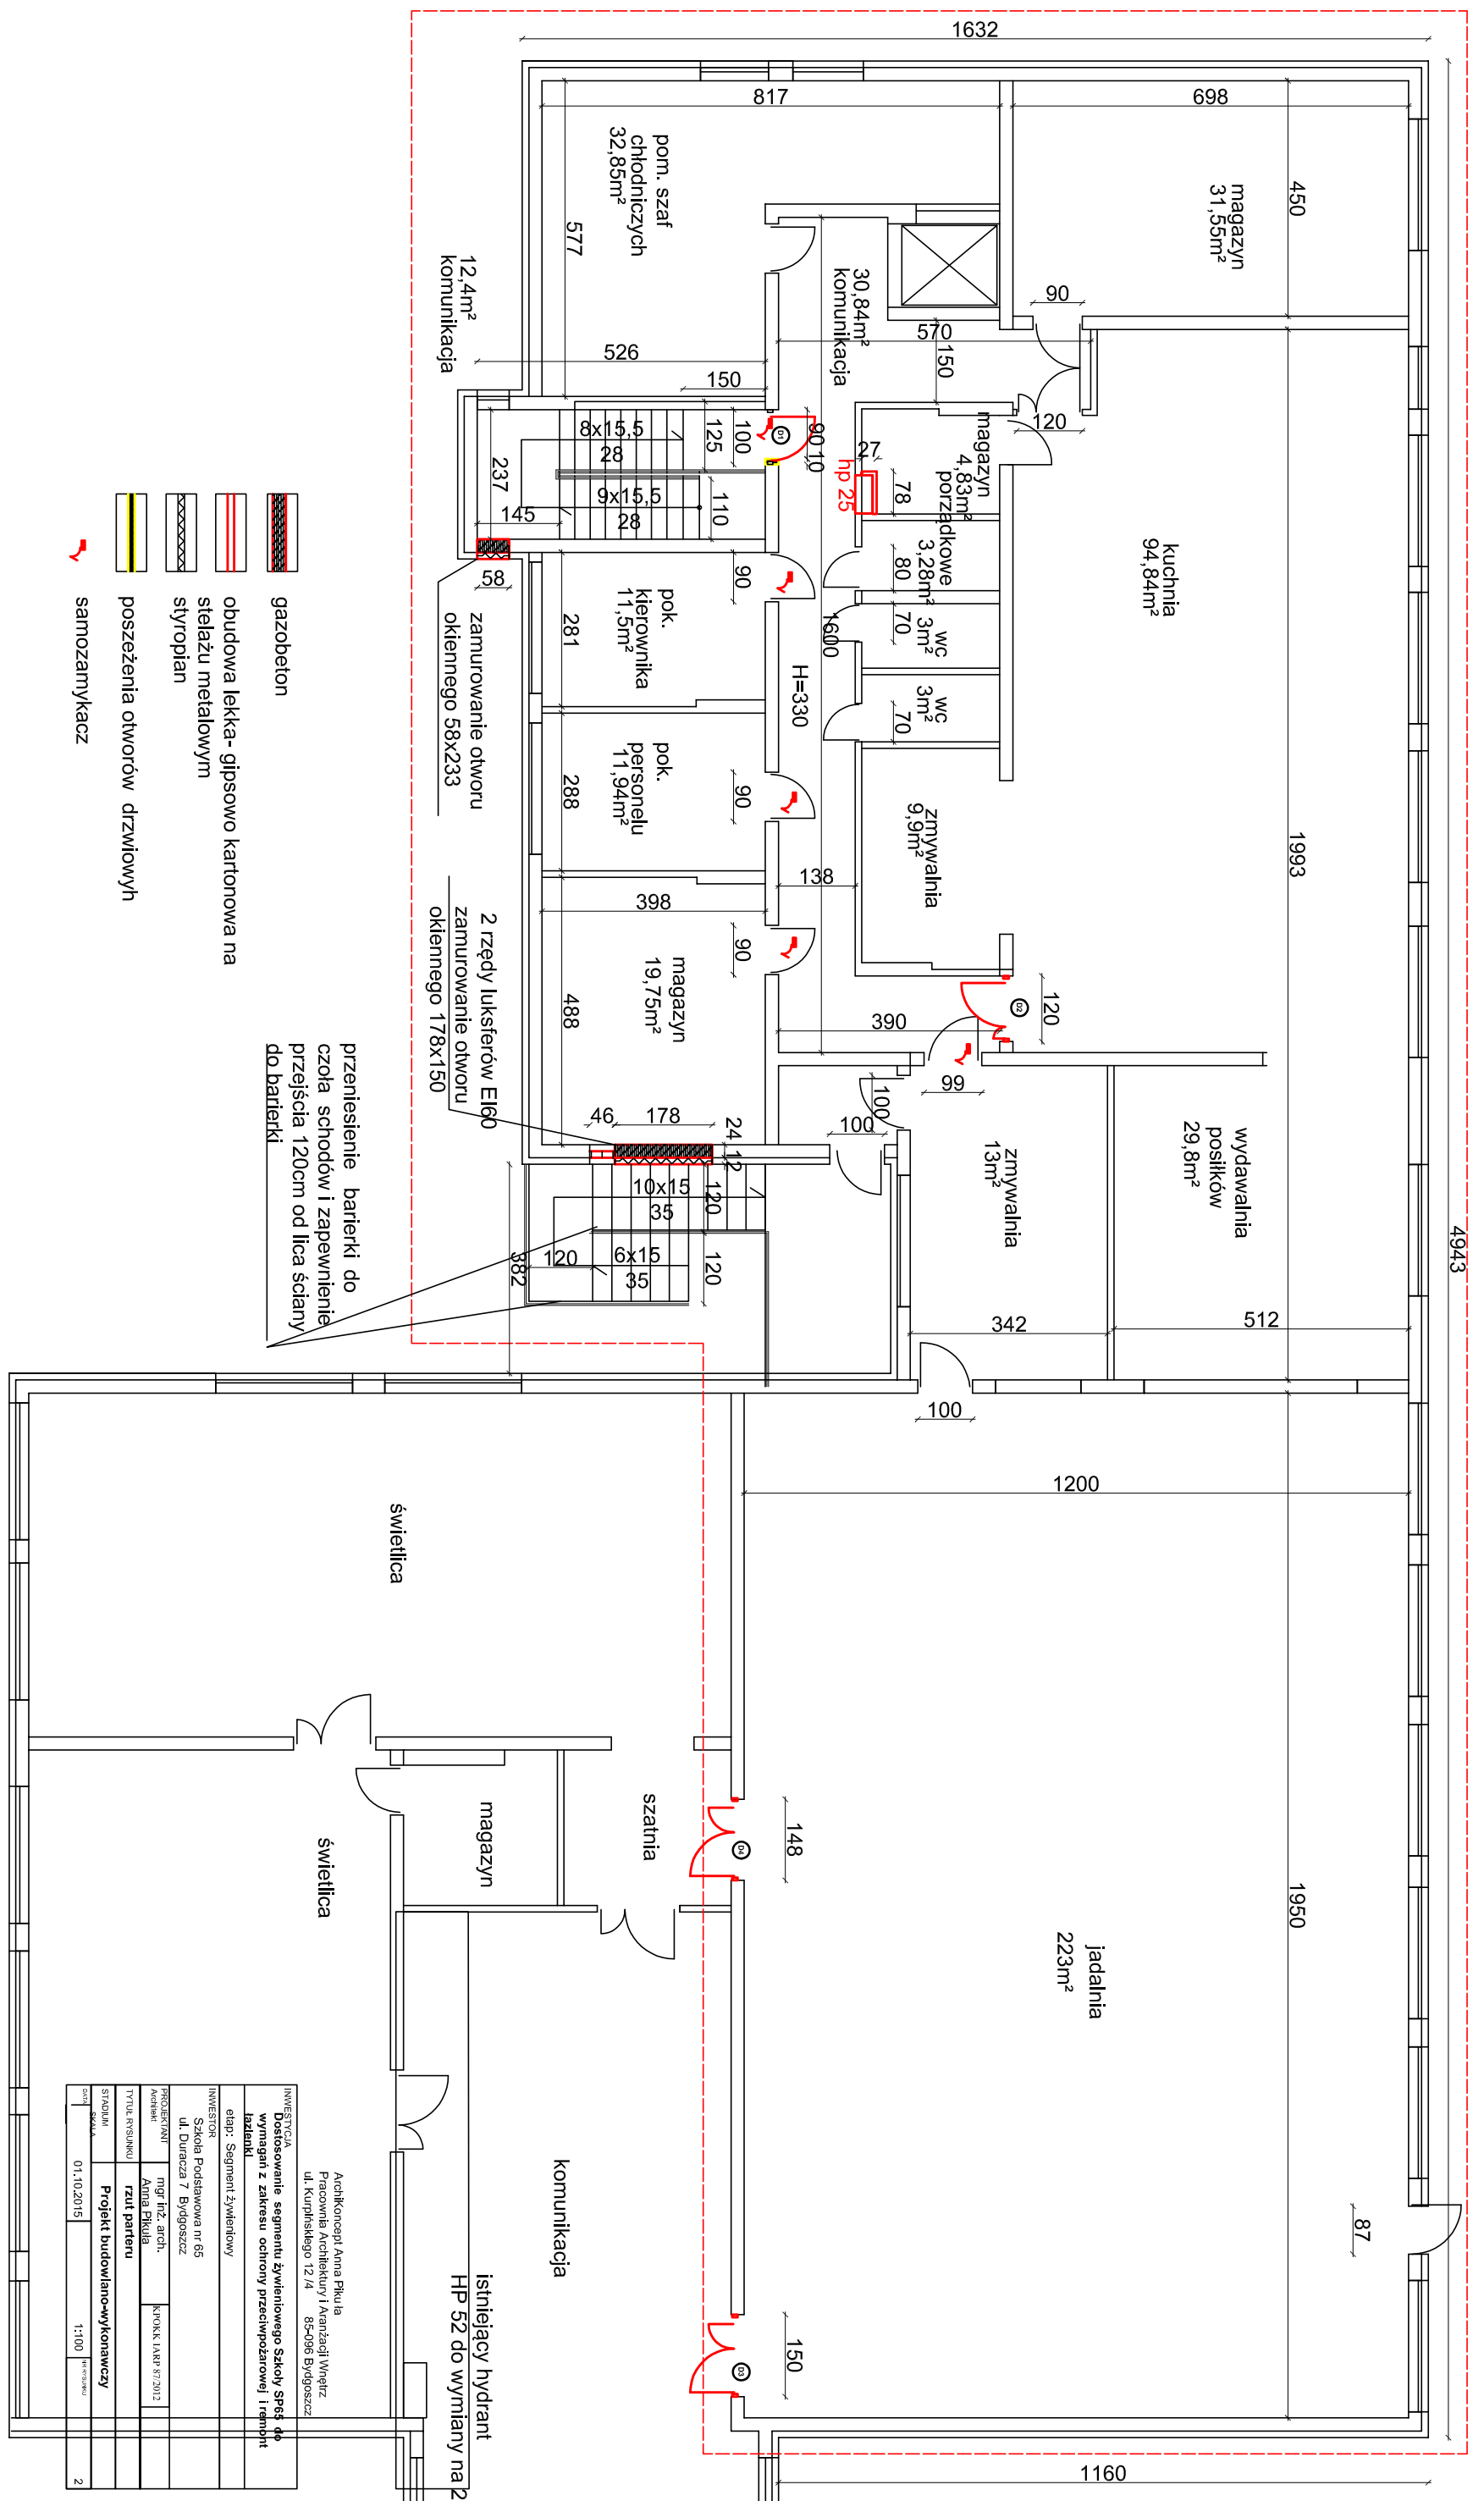 1632
4943
817
698
450
magazyn
31,55m²
pom. szaf
chłodniczych
32,85m²
577
12,4m²
komunikacja
30,84m²
komunikacja
90
570
150
526
150
120
magazyn
4,83m²
porządkowe
3,28m²
kuchnia
94,84m²
1993
8x15,5
28
9x15,5
28
125
100
110
237
145
58
D1
90
10
27
hp 25
78
80
70
wc
3m²
wc
3m²
70
1600
H=330
90
pok.
kierownika
11,5m²
281
pok.
personelu
11,94m²
288
90
138
zmywalnia
9,9m²
398
90
magazyn
19,75m²
488
390
D2
120
99
100
100
46
178
24
12
zmywalnia
13m²
wydawalnia
posiłków
29,8m²
342
512
10x15
35
6x15
35
120
120
120
382
100
zamurowanie otworu
okiennego 58x233
2 rzędy luksferów EI60
zamurowanie otworu
okiennego 178x150
przeniesienie barierki do
czoła schodów i zapewnienie
przejścia 120cm od lica ściany
do barierki
gazobeton
obudowa lekka- gipsowo kartonowa na
stelażu metalowym
styropian
poszeżenia otworów drzwiowyh
samozamykacz
1200
1950
świetlica
świetlica
magazyn
szatnia
148
D4
jadalnia
223m²
87
150
D3
1160
komunikacja
istniejący hydrant
HP 52 do wymiany na 2
ArchiKoncept Anna Pikuła
Pracownia Architektury i Aranżacji Wnętrz
ul. Kurpińskiego 12 /4 85-096 Bydgoszcz
INWESTYCJA
Dostosowanie segmentu żywieniowego Szkoły SP65 do
wymagań z zakresu ochrony przeciwpożarowej i remont
łazienki
etap: Segment żywieniowy
INWESTOR
Szkoła Podstawowa nr 65
ul. Duracza 7 Bydgoszcz
PROJEKTANT
Architekt
mgr inż. arch.
Anna Pikuła
KPOKK IARP 87/2012
TYTUŁ RYSUNKU
rzut parteru
STADIUM
Projekt budowlano-wykonawczy
DATA
SKALA
01.10.2015
1:100
NR RYSUNKU
2